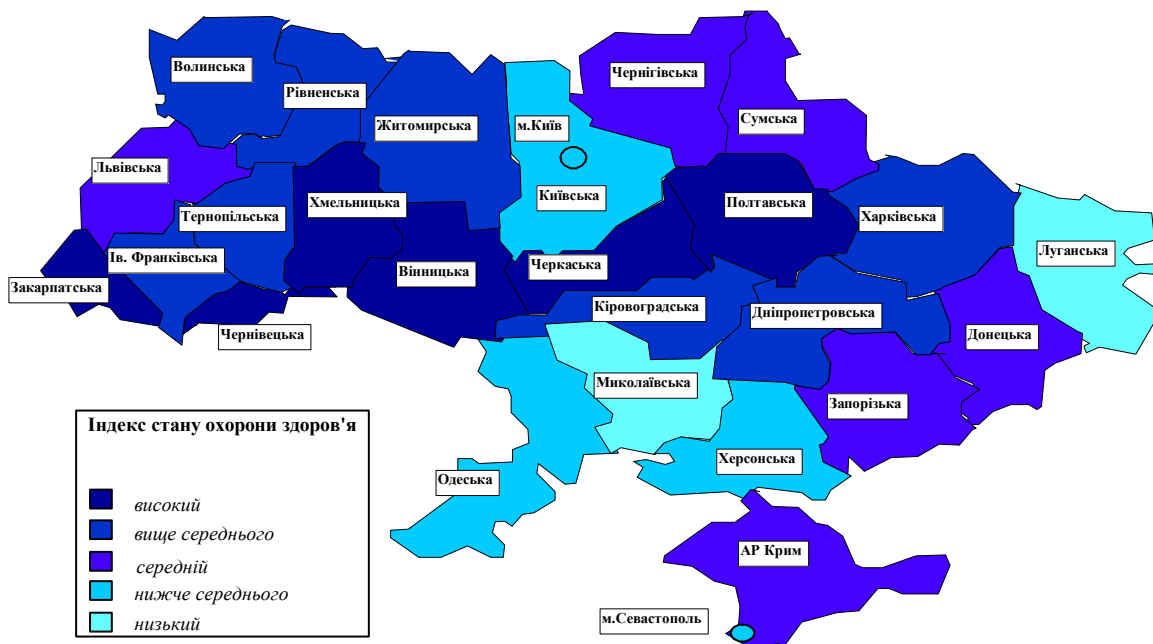 Волинська
Рівненська
Житомирська
м.Київ
Чернігівська
Сумська
Львівська
Тернопільська
Хмельницька
Київська
Полтавська
Харківська
Луганська
Закарпатська
Ів. Франківська
Вінницька
Черкаська
Чернівецька
Кіровоградська
Дніпропетровська
Донецька
Миколаївська
Запорізька
Одеська
Херсонська
АР Крим
м.Севастополь
Індекс стану охорони здоров'я
високий
вище середнього
середній
нижче середнього
низький